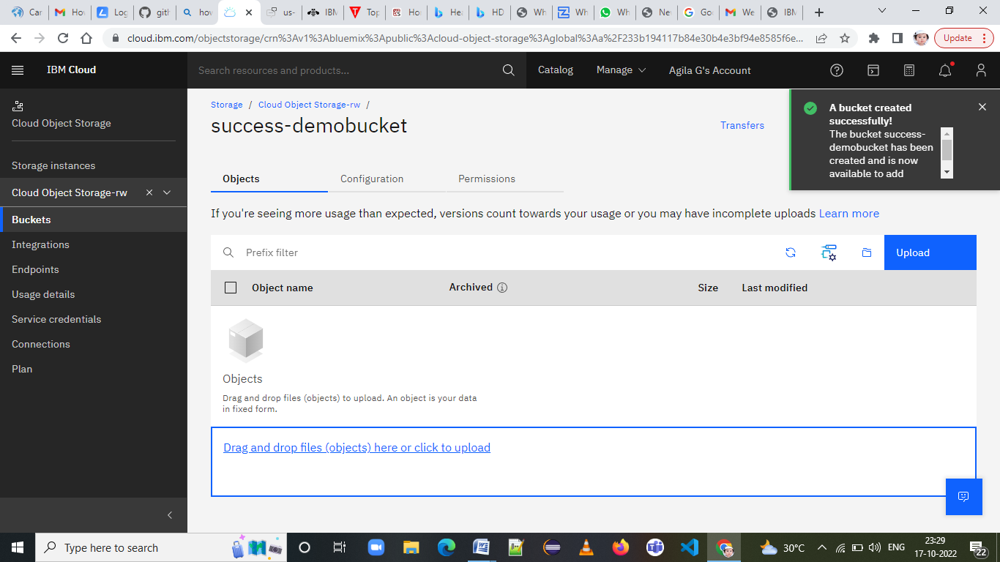 Car
Hov
Log
gith
hov
us-
IBM
Top
Hor
Hea
HD
Wh
Wh
Wh
Nev
Goo
We
IBM
cloud.ibm.com/objectstorage/crn%3Av1%3Abluemix%3Apublic%3Acloud-object-storage%3Aglobal%3Aa%2F233b194117b84e30b4e3bf94e8585f6e...
Update
IBM Cloud
Search resources and products...
Catalog
Manage
Agila G's Account
Cloud Object Storage
Storage instances
Cloud Object Storage-rw
Buckets
Integrations
Endpoints
Usage details
Service credentials
Connections
Plan
Storage / Cloud Object Storage-rw /
success-demobucket
Transfers
A bucket created
successfully!
The bucket success-
demobucket has been
created and is now
available to add
Objects
Configuration
Permissions
If you're seeing more usage than expected, versions count towards your usage or you may have incomplete uploads Learn more
Prefix filter
Upload
Object name
Archived
Size
Last modified
Objects
Drag and drop files (objects) to upload. An object is your data
in fixed form.
Drag and drop files (objects) here or click to upload
Type here to search
30°C
ENG
23:29
17-10-2022
22